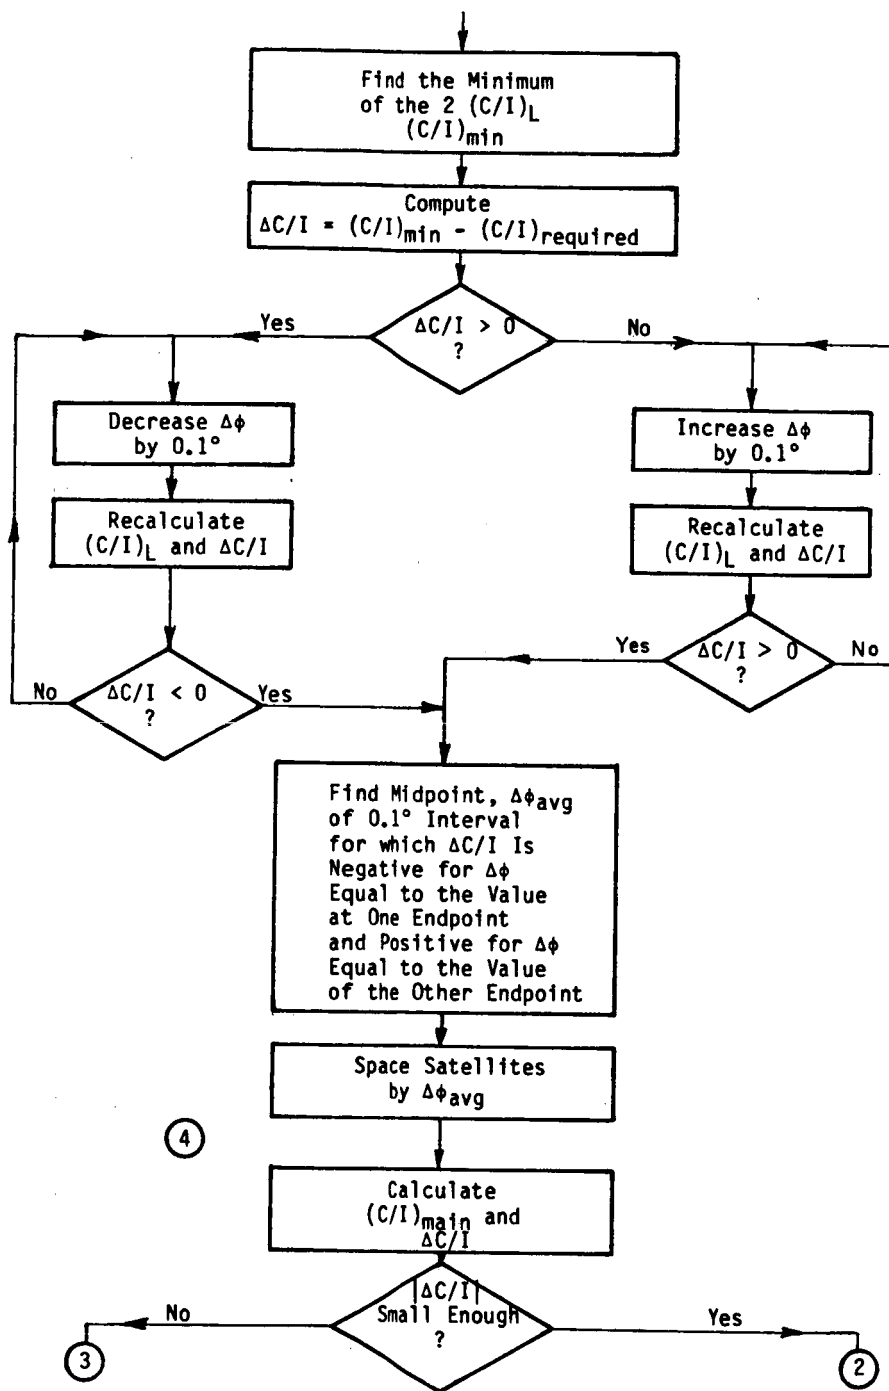 Find the Minimum
of the 2 (C/I)L
(C/I)min
Compute
ΔC/I = (C/I)min - (C/I)required
ΔC/I > 0
?
Yes
No
Decrease Δϕ
by 0.1°
Recalculate
(C/I)L and ΔC/I
ΔC/I < 0
?
No
Yes
Increase Δϕ
by 0.1°
Recalculate
(C/I)L and ΔC/I
ΔC/I > 0
?
Yes
No
Find Midpoint, Δϕavg
of 0.1° Interval
for which ΔC/I Is
Negative for Δϕ
Equal to the Value
at One Endpoint
and Positive for Δϕ
Equal to the Value
of the Other Endpoint
Space Satellites
by Δϕavg
4
Calculate
(C/I)main and
ΔC/I
|ΔC/I|
Small Enough
?
No
Yes
3
2